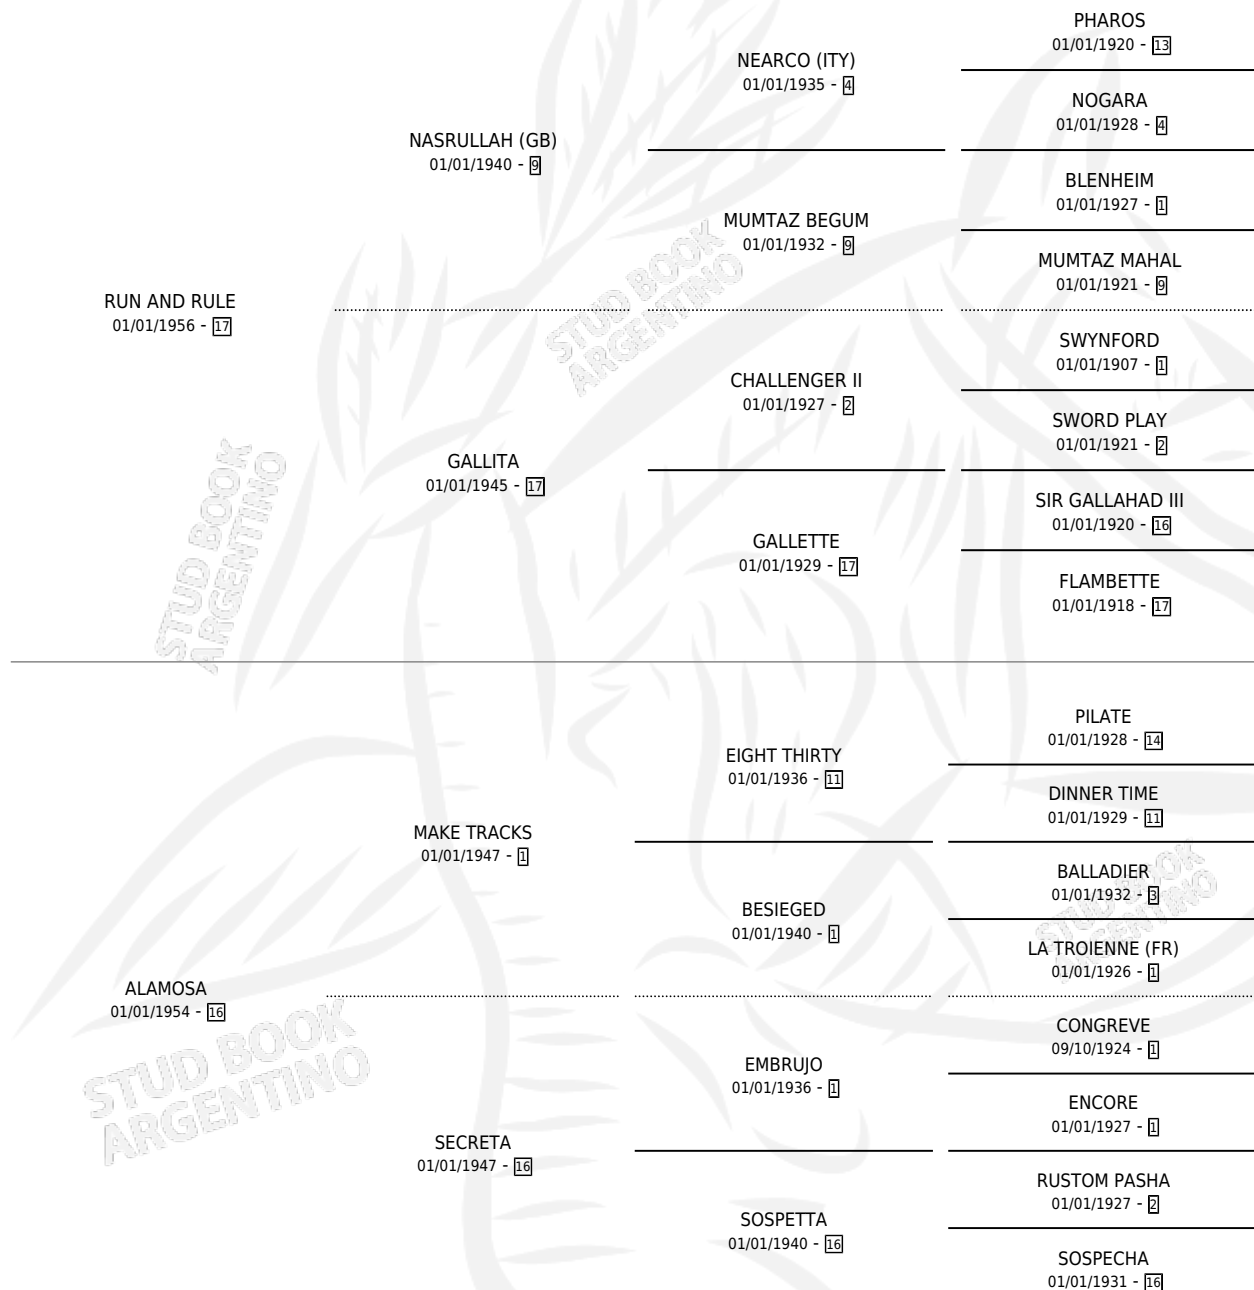 PHAROS
01/01/1920 - 13
NEARCO (ITY)
01/01/1935 - 4
NOGARA
01/01/1928 - 4
NASRULLAH (GB)
01/01/1940 - 9
BLENHEIM
01/01/1927 - 1
MUMTAZ BEGUM
01/01/1932 - 9
MUMTAZ MAHAL
01/01/1921 - 9
RUN AND RULE
01/01/1956 - 17
SWYNFORD
01/01/1907 - 1
CHALLENGER II
01/01/1927 - 2
SWORD PLAY
01/01/1921 - 2
GALLITA
01/01/1945 - 17
SIR GALLAHAD III
01/01/1920 - 16
GALLETTE
01/01/1929 - 17
FLAMBETTE
01/01/1918 - 17
STUD BOOK
ARGENTINO
STUD BOOK
ARGENTINO
PILATE
01/01/1928 - 14
EIGHT THIRTY
01/01/1936 - 11
DINNER TIME
01/01/1929 - 11
MAKE TRACKS
01/01/1947 - 1
BALLADIER
01/01/1932 - 3
BESIEGED
01/01/1940 - 1
LA TROIENNE (FR)
01/01/1926 - 1
ALAMOSA
01/01/1954 - 16
CONGREVE
09/10/1924 - 1
EMBRUJO
01/01/1936 - 1
ENCORE
01/01/1927 - 1
SECRETA
01/01/1947 - 16
RUSTOM PASHA
01/01/1927 - 2
SOSPETTA
01/01/1940 - 16
SOSPECHA
01/01/1931 - 16
STUD BOOK
ARGENTINO
STUD BOOK
ARGENTINO